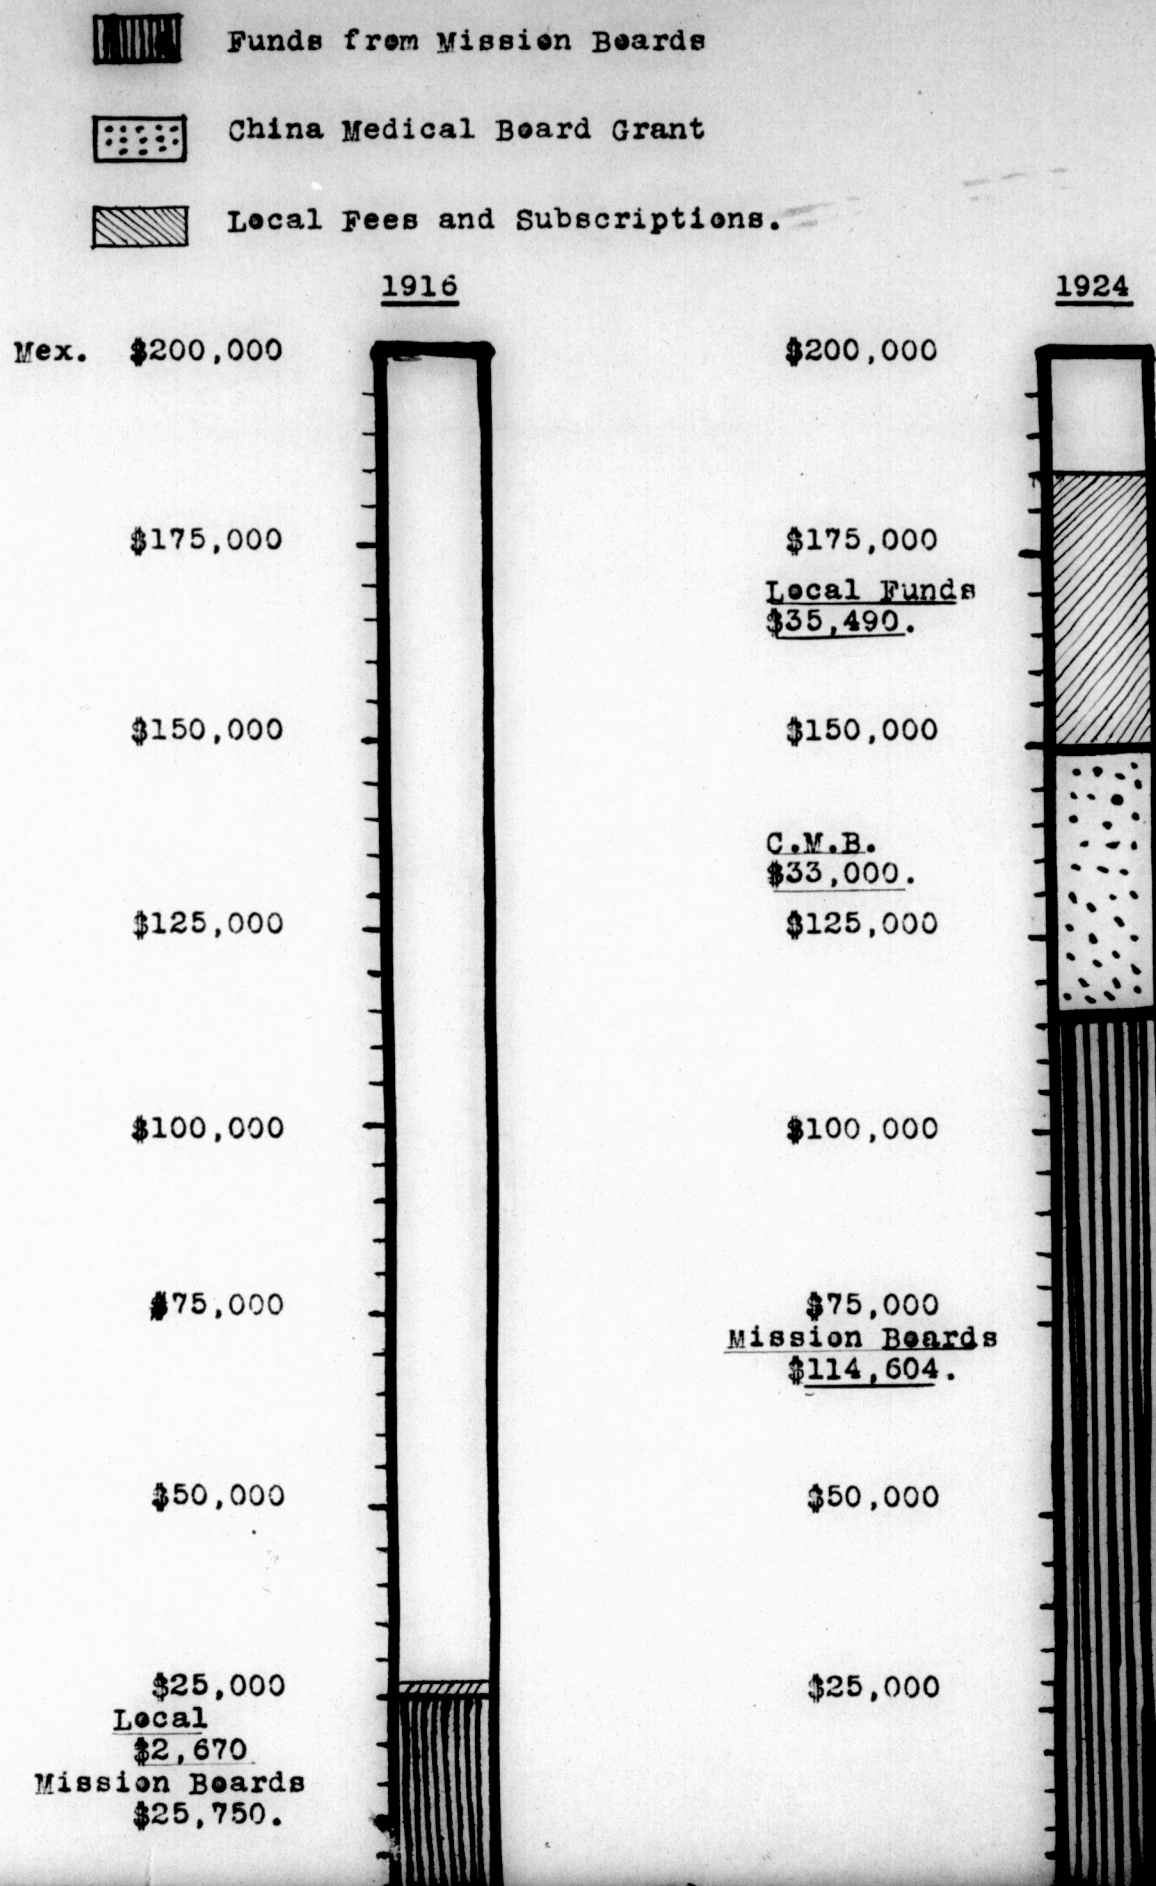 Funds from Mission Boards
China Medical Board Grant
Local Fees and Subscriptions.
1916
Mex. $200,000
$175,000
$150,000
$125,000
$100,000
$75,000
$50,000
$25,000
Local
$2,670
Mission Boards
$25,750.
1924
$200,000
$175,000
Local Funds
$35,490.
$150,000
C.M.B.
$33,000.
$125,000
$100,000
$75,000
Mission Boards
$114,604.
$50,000
$25,000